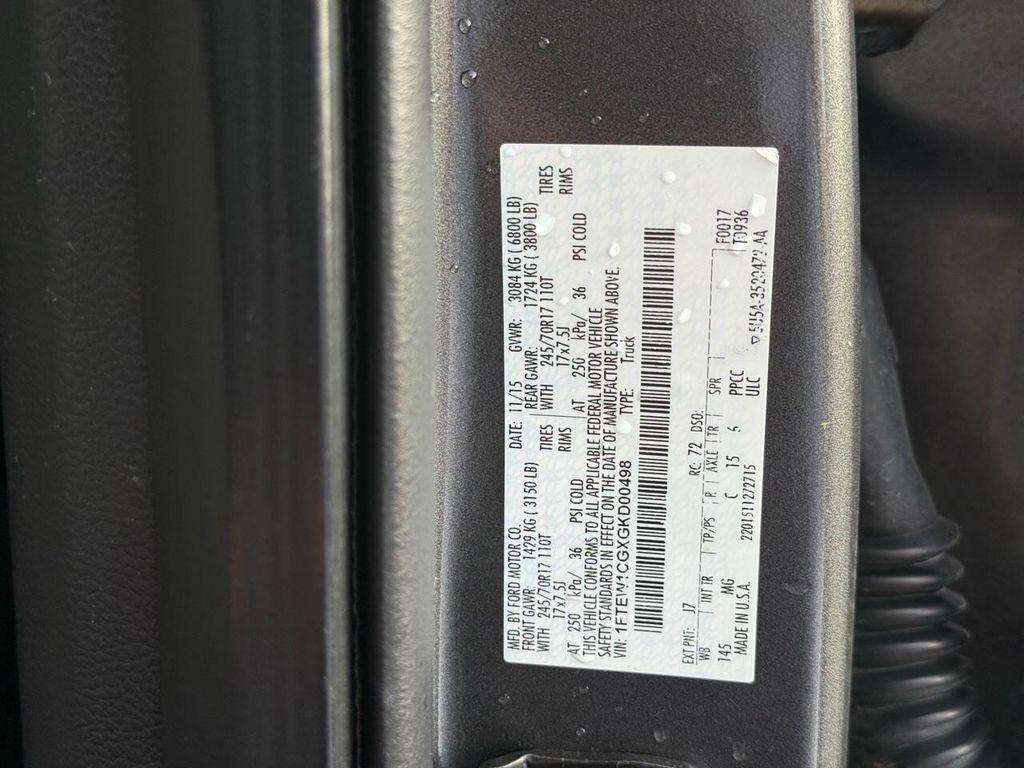 MFD. BY FORD MOTOR CO. DATE: 11/15 GVWR: 3084 KG ( 6800 LB)
FRONT GAWR: 1429 KG ( 3150 LB) REAR GAWR: 1724 KG ( 3800 LB)
WITH 245/70R17 110T TIRES WITH 245/70R17 110T TIRES
17x7.5J RIMS 17x7.5J RIMS
AT 250 kPa/ 36 PSI COLD AT 250 kPa/ 36 PSI COLD
THIS VEHICLE CONFORMS TO ALL APPLICABLE FEDERAL MOTOR VEHICLE
SAFETY STANDARDS IN EFFECT ON THE DATE OF MANUFACTURE SHOWN ABOVE.
VIN: 1FTEW1CGXGKD00498 TYPE: Truck
EXT PNT: J7 RC: 72 DSO: F0017
WB INT TR TP/PS R AXLE TR SPR T0936
145 MG C 15 6 PPCC
MADE IN U.S.A. 2201511272715 ULC